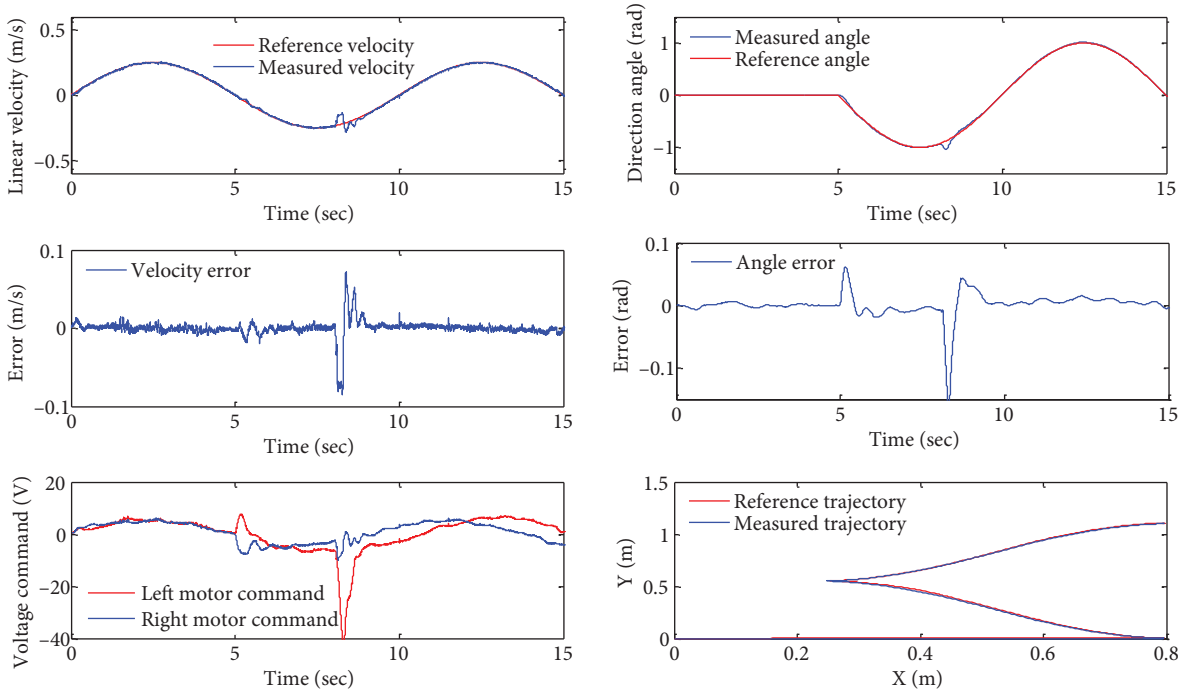 Linear velocity (m/s)
0.5
0
−0.5
Reference velocity
Measured velocity
0
5
10
15
Time (sec)
Direction angle (rad)
1
0
−1
Measured angle
Reference angle
0
5
10
15
Time (sec)
Error (m/s)
0.1
0
−0.1
Velocity error
0
5
10
15
Time (sec)
Error (rad)
0.1
0
−0.1
Angle error
0
5
10
15
Time (sec)
Voltage command (V)
20
0
−20
−40
Left motor command
Right motor command
0
5
10
15
Time (sec)
Y (m)
1.5
1
0.5
0
Reference trajectory
Measured trajectory
0
0.2
0.4
0.6
0.8
X (m)